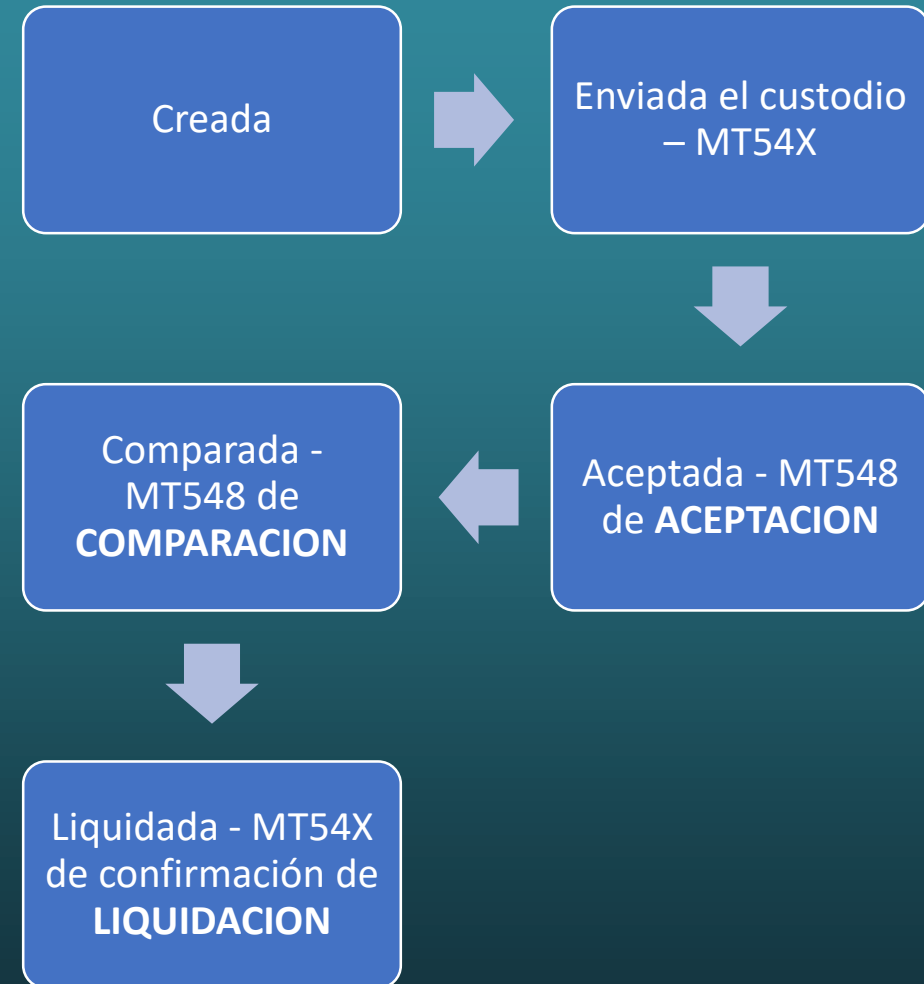 Creada
Enviada el custodio
– MT54X
Aceptada - MT548
de ACEPTACION
Comparada -
MT548 de
COMPARACION
Liquidada - MT54X
de confirmación de
LIQUIDACION